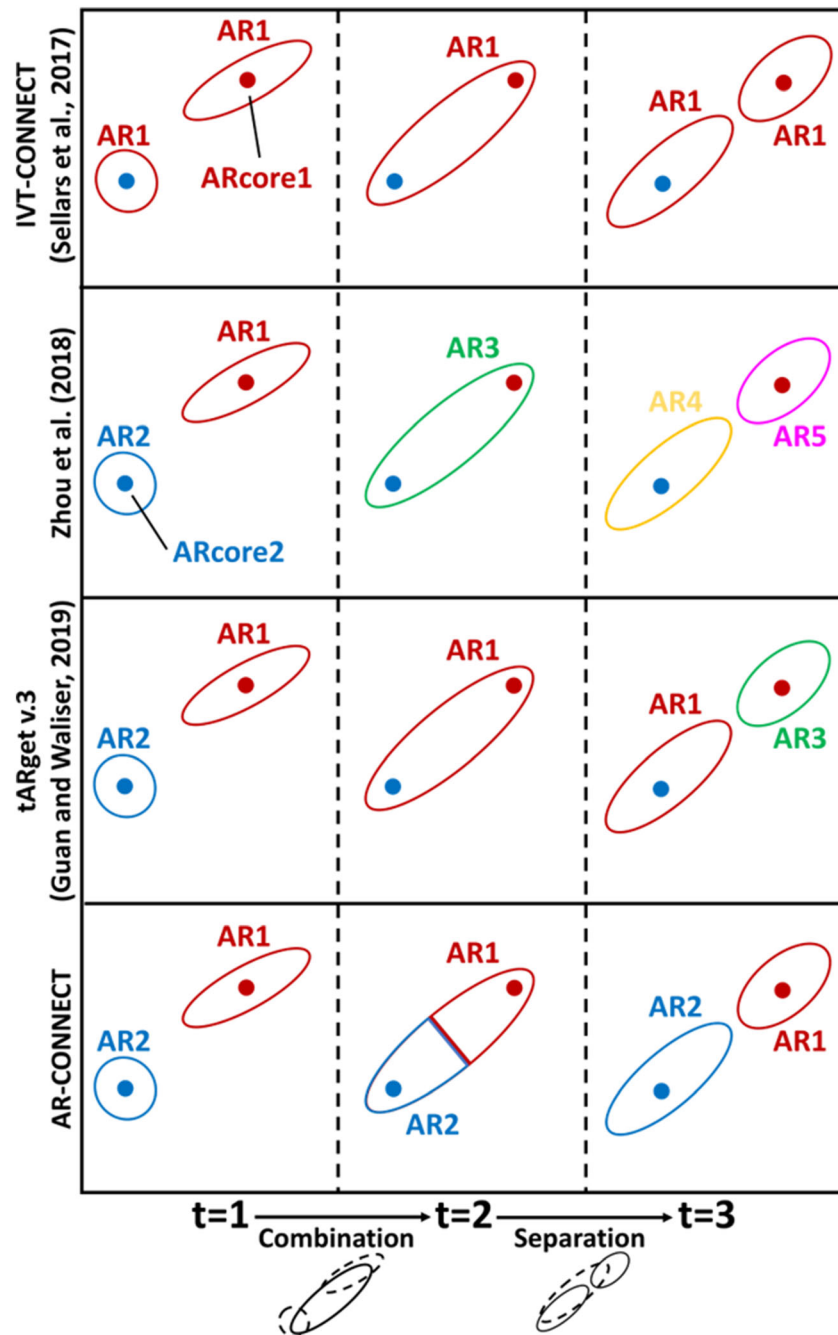 IVT-CONNECT
(Sellars et al., 2017)
AR1
AR1
ARcore1
AR1
AR1
AR1
Zhou et al. (2018)
AR1
AR2
ARcore2
AR3
AR4
AR5
tARget v.3
(Guan and Waliser, 2019)
AR1
AR2
AR1
AR1
AR3
AR-CONNECT
AR1
AR2
AR1
AR2
AR2
AR1
t=1
t=2
t=3
Combination
Separation